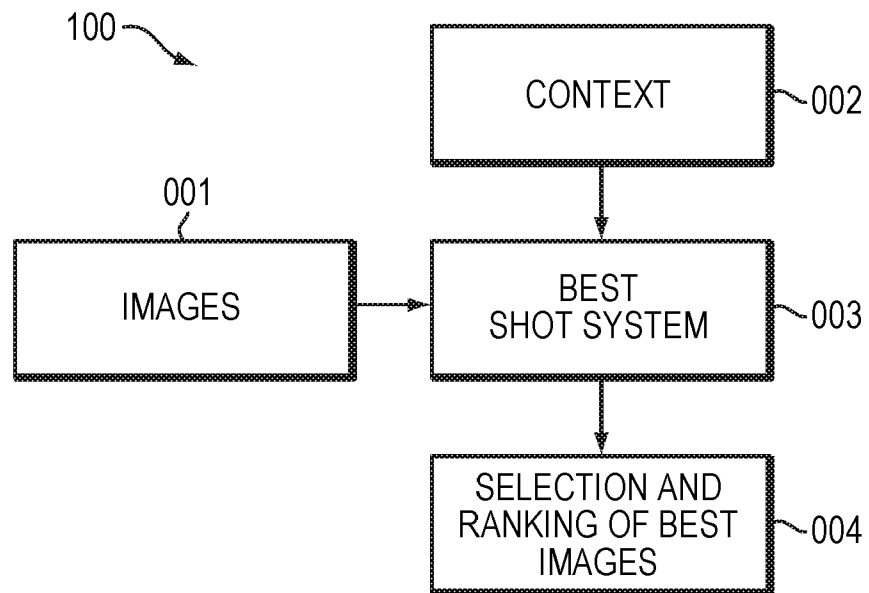 100
CONTEXT
002
001
IMAGES
BEST
SHOT SYSTEM
003
SELECTION AND
RANKING OF BEST
IMAGES
004